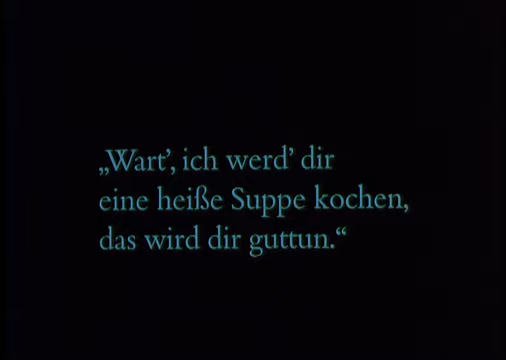 „Wart’, ich werd’ dir
eine heiße Suppe kochen,
das wird dir guttun.“